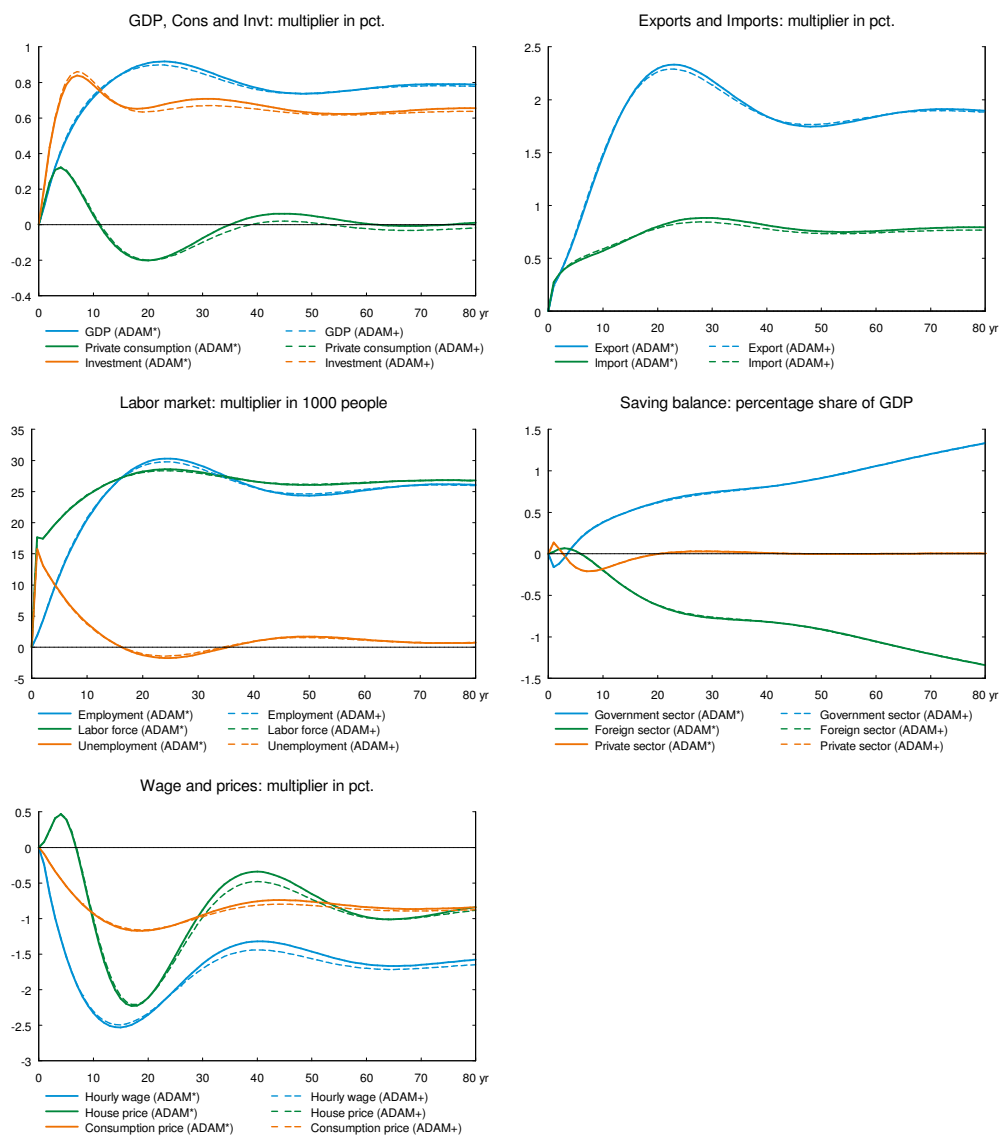 GDP, Cons and Invt: multiplier in pct.
1
0.8
0.6
0.4
0.2
0
-0.2
-0.4
0 10 20 30 40 50 60 70 80 yr
GDP (ADAM*) GDP (ADAM+)
Private consumption (ADAM*) Private consumption (ADAM+)
Investment (ADAM*) Investment (ADAM+)
Exports and Imports: multiplier in pct.
2.5
2
1.5
1
0.5
0
0 10 20 30 40 50 60 70 80 yr
Export (ADAM*) Export (ADAM+)
Import (ADAM*) Import (ADAM+)
Labor market: multiplier in 1000 people
35
30
25
20
15
10
5
0
-5
0 10 20 30 40 50 60 70 80 yr
Employment (ADAM*) Employment (ADAM+)
Labor force (ADAM*) Labor force (ADAM+)
Unemployment (ADAM*) Unemployment (ADAM+)
Saving balance: percentage share of GDP
1.5
1
0.5
0
-0.5
-1
-1.5
0 10 20 30 40 50 60 70 80 yr
Government sector (ADAM*) Government sector (ADAM+)
Foreign sector (ADAM*) Foreign sector (ADAM+)
Private sector (ADAM*) Private sector (ADAM+)
Wage and prices: multiplier in pct.
0.5
0
-0.5
-1
-1.5
-2
-2.5
-3
0 10 20 30 40 50 60 70 80 yr
Hourly wage (ADAM*) Hourly wage (ADAM+)
House price (ADAM*) House price (ADAM+)
Consumption price (ADAM*) Consumption price (ADAM+)